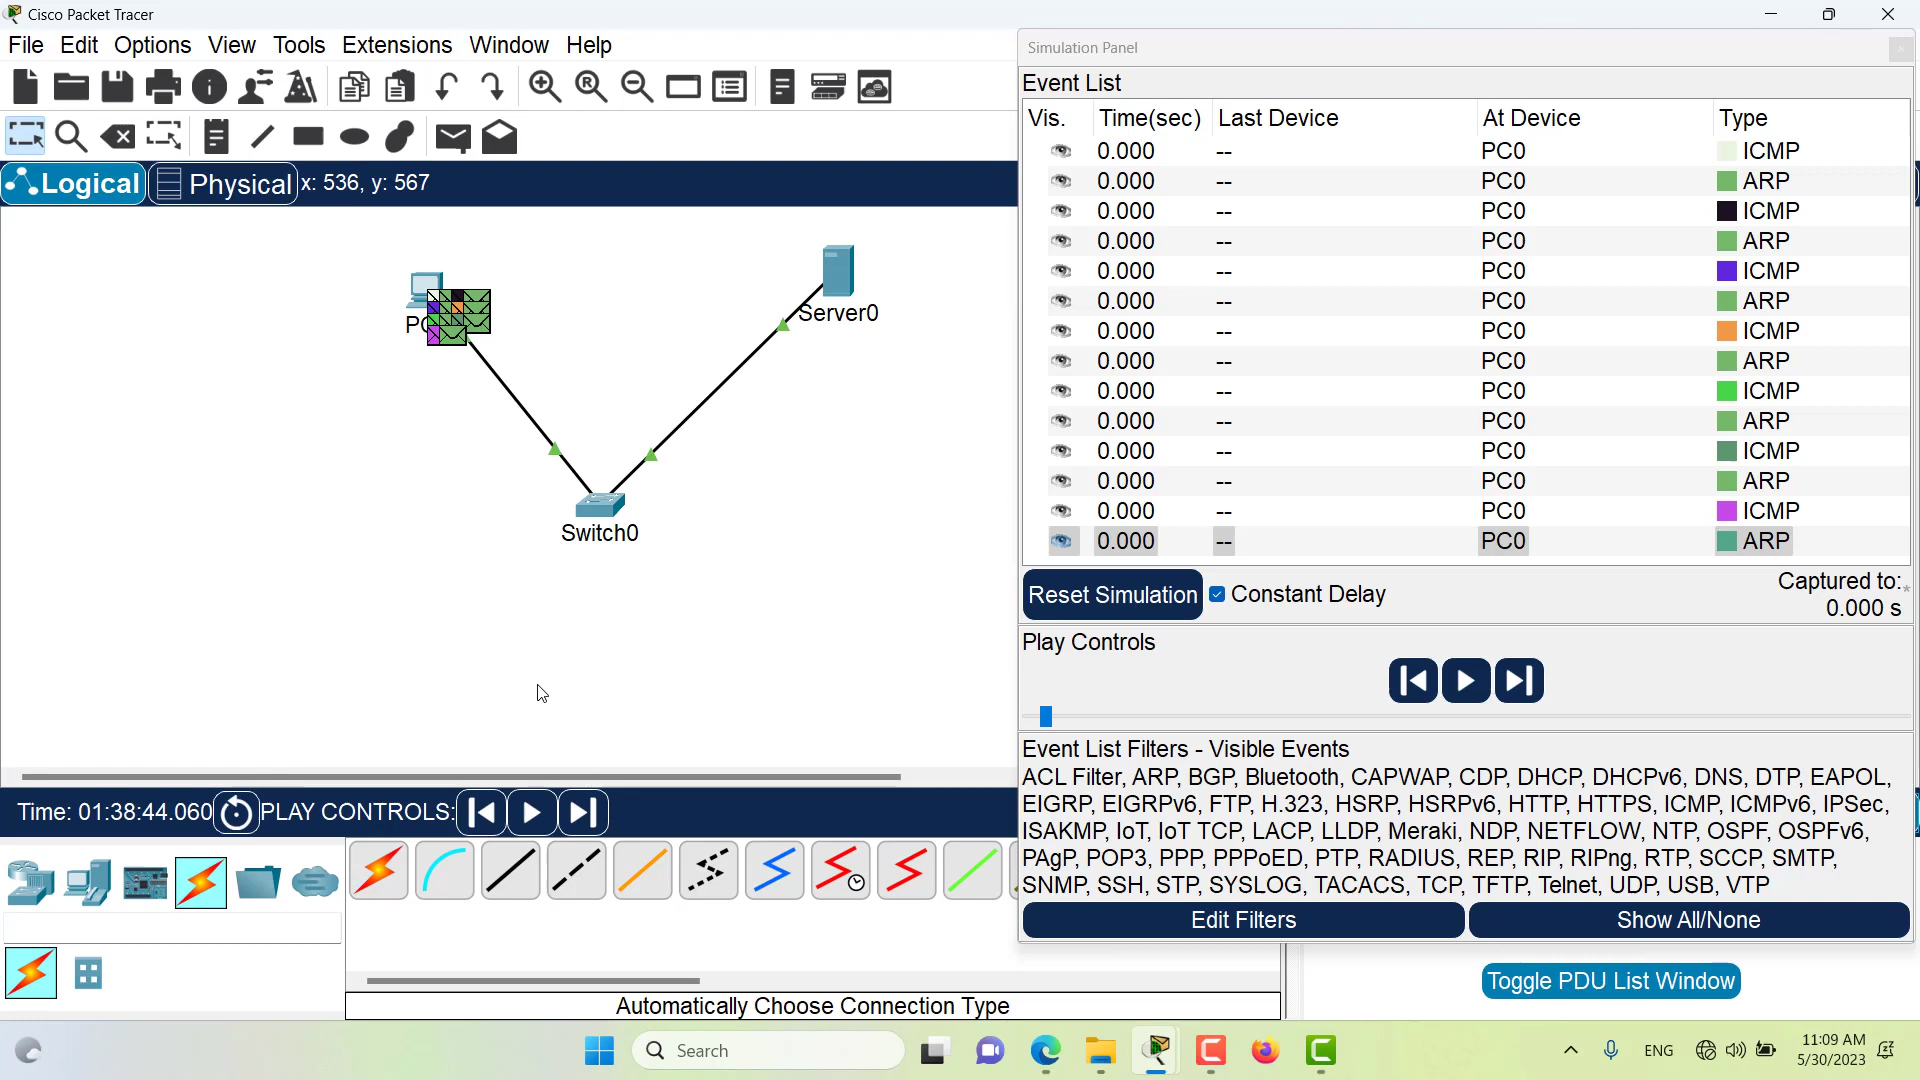 Cisco Packet Tracer
File Edit Options View Tools Extensions Window Help
Logical Physical x: 536, y: 567
Server0
Switch0
Simulation Panel
Event List
Vis. Time(sec) Last Device At Device Type
0.000 -- PC0 ICMP
0.000 -- PC0 ARP
0.000 -- PC0 ICMP
0.000 -- PC0 ARP
0.000 -- PC0 ICMP
0.000 -- PC0 ARP
0.000 -- PC0 ICMP
0.000 -- PC0 ARP
0.000 -- PC0 ICMP
0.000 -- PC0 ARP
0.000 -- PC0 ICMP
0.000 -- PC0 ARP
0.000 -- PC0 ICMP
0.000 -- PC0 ARP
Reset Simulation Constant Delay Captured to:*
0.000 s
Play Controls
Event List Filters - Visible Events
ACL Filter, ARP, BGP, Bluetooth, CAPWAP, CDP, DHCP, DHCPv6, DNS, DTP, EAPOL,
EIGRP, EIGRPv6, FTP, H.323, HSRP, HSRPv6, HTTP, HTTPS, ICMP, ICMPv6, IPSec,
ISAKMP, IoT, IoT TCP, LACP, LLDP, Meraki, NDP, NETFLOW, NTP, OSPF, OSPFv6,
PAgP, POP3, PPP, PPPoED, PTP, RADIUS, REP, RIP, RIPng, RTP, SCCP, SMTP,
SNMP, SSH, STP, SYSLOG, TACACS, TCP, TFTP, Telnet, UDP, USB, VTP
Edit Filters Show All/None
Time: 01:38:44.060 PLAY CONTROLS:
Toggle PDU List Window
Automatically Choose Connection Type
Search
ENG
11:09 AM
5/30/2023